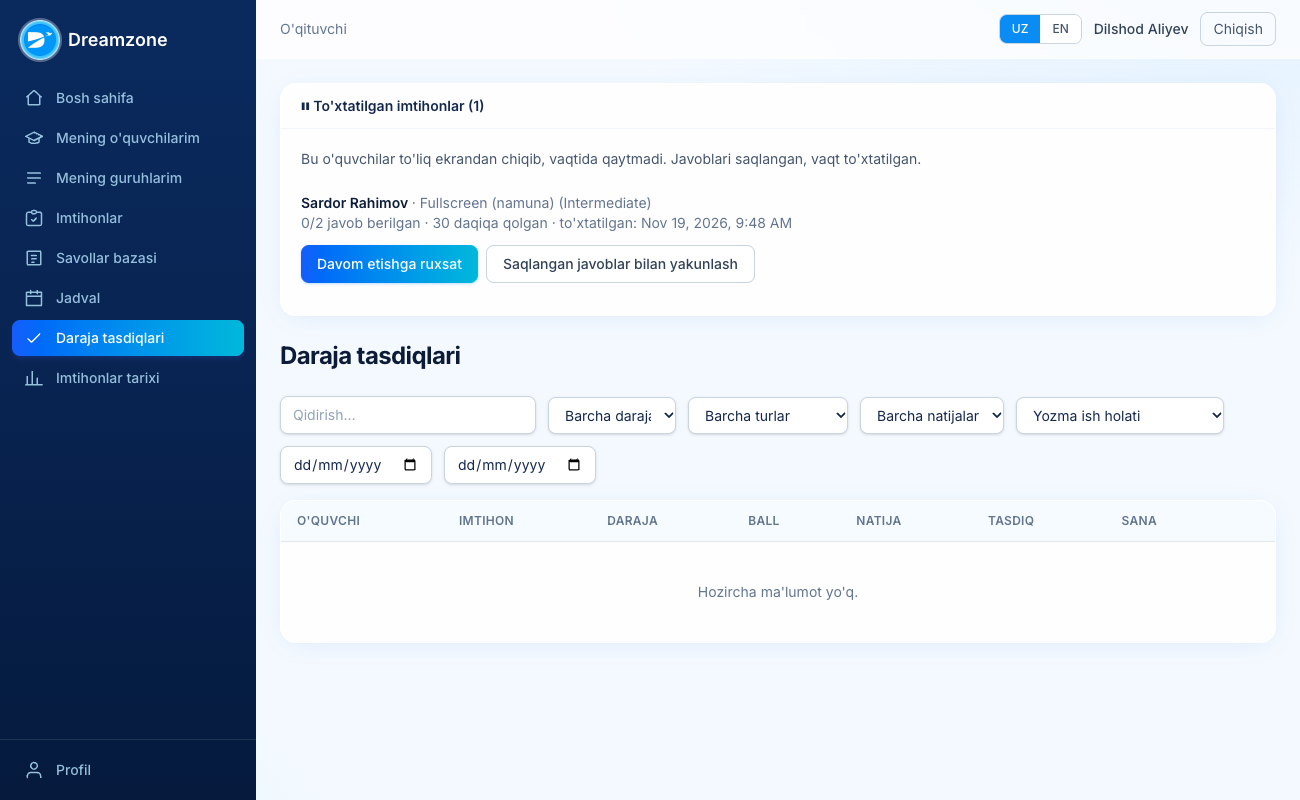 Dreamzone
Bosh sahifa
Mening o'quvchilarim
Mening guruhlarim
Imtihonlar
Savollar bazasi
Jadval
Daraja tasdiqlari
Imtihonlar tarixi
Profil
O'qituvchi
UZ EN Dilshod Aliyev Chiqish
To'xtatilgan imtihonlar (1)
Bu o'quvchilar to'liq ekrandan chiqib, vaqtida qaytmadi. Javoblari saqlangan, vaqt to'xtatilgan.
Sardor Rahimov · Fullscreen (namuna) (Intermediate)
0/2 javob berilgan · 30 daqiqa qolgan · to'xtatilgan: Nov 19, 2026, 9:48 AM
Davom etishga ruxsat Saqlangan javoblar bilan yakunlash
Daraja tasdiqlari
Qidirish... Barcha daraja Barcha turlar Barcha natijalar Yozma ish holati
dd/mm/yyyy dd/mm/yyyy
O'QUVCHI IMTIHON DARAJA BALL NATIJA TASDIQ SANA
Hozircha ma'lumot yo'q.